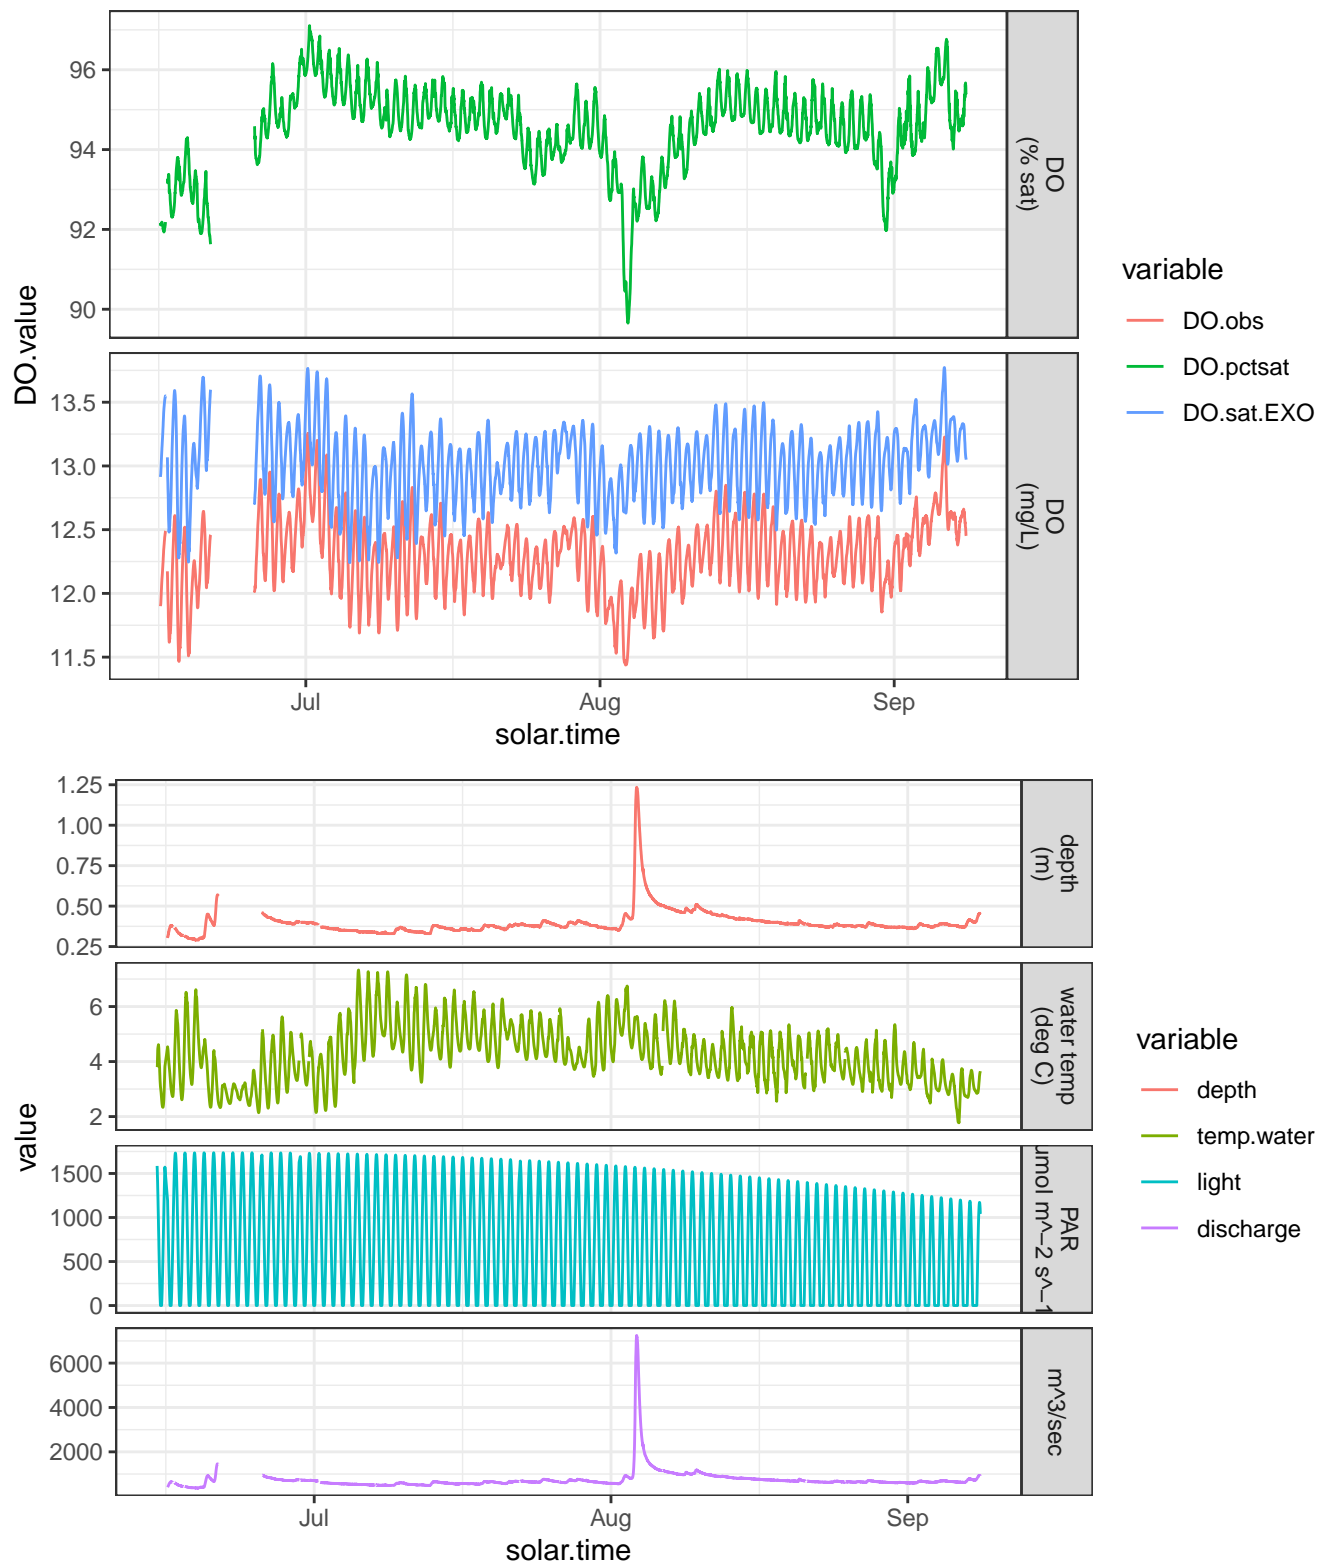 96
94
92
90
DO
(% sat)
DO.value
13.5
13.0
12.5
12.0
11.5
DO
(mg/L)
Jul
Aug
Sep
solar.time
variable
DO.obs
DO.pctsat
DO.sat.EXO
1.25
1.00
0.75
0.50
0.25
depth
(m)
6
4
2
water temp
(deg C)
value
1500
1000
500
0
PAR
umol m^-2 s^-1
6000
4000
2000
m^3/sec
Jul
Aug
Sep
solar.time
variable
depth
temp.water
light
discharge